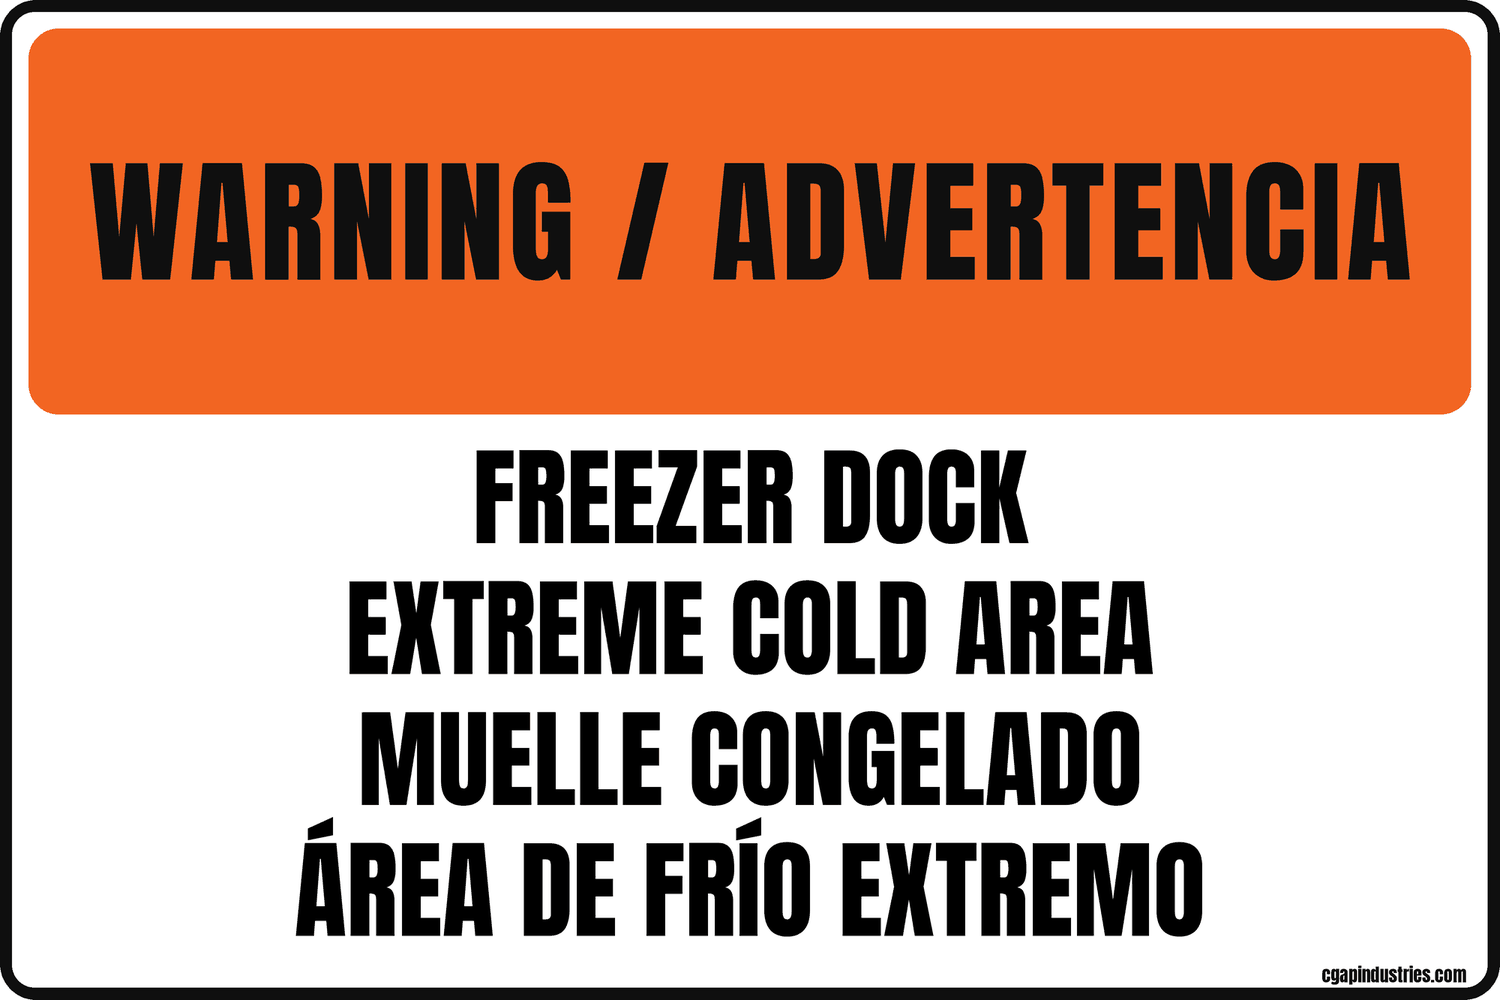 WARNING / ADVERTENCIA
FREEZER DOCK
EXTREME COLD AREA
MUELLE CONGELADO
ÁREA DE FRÍO EXTREMO
cgapindustries.com